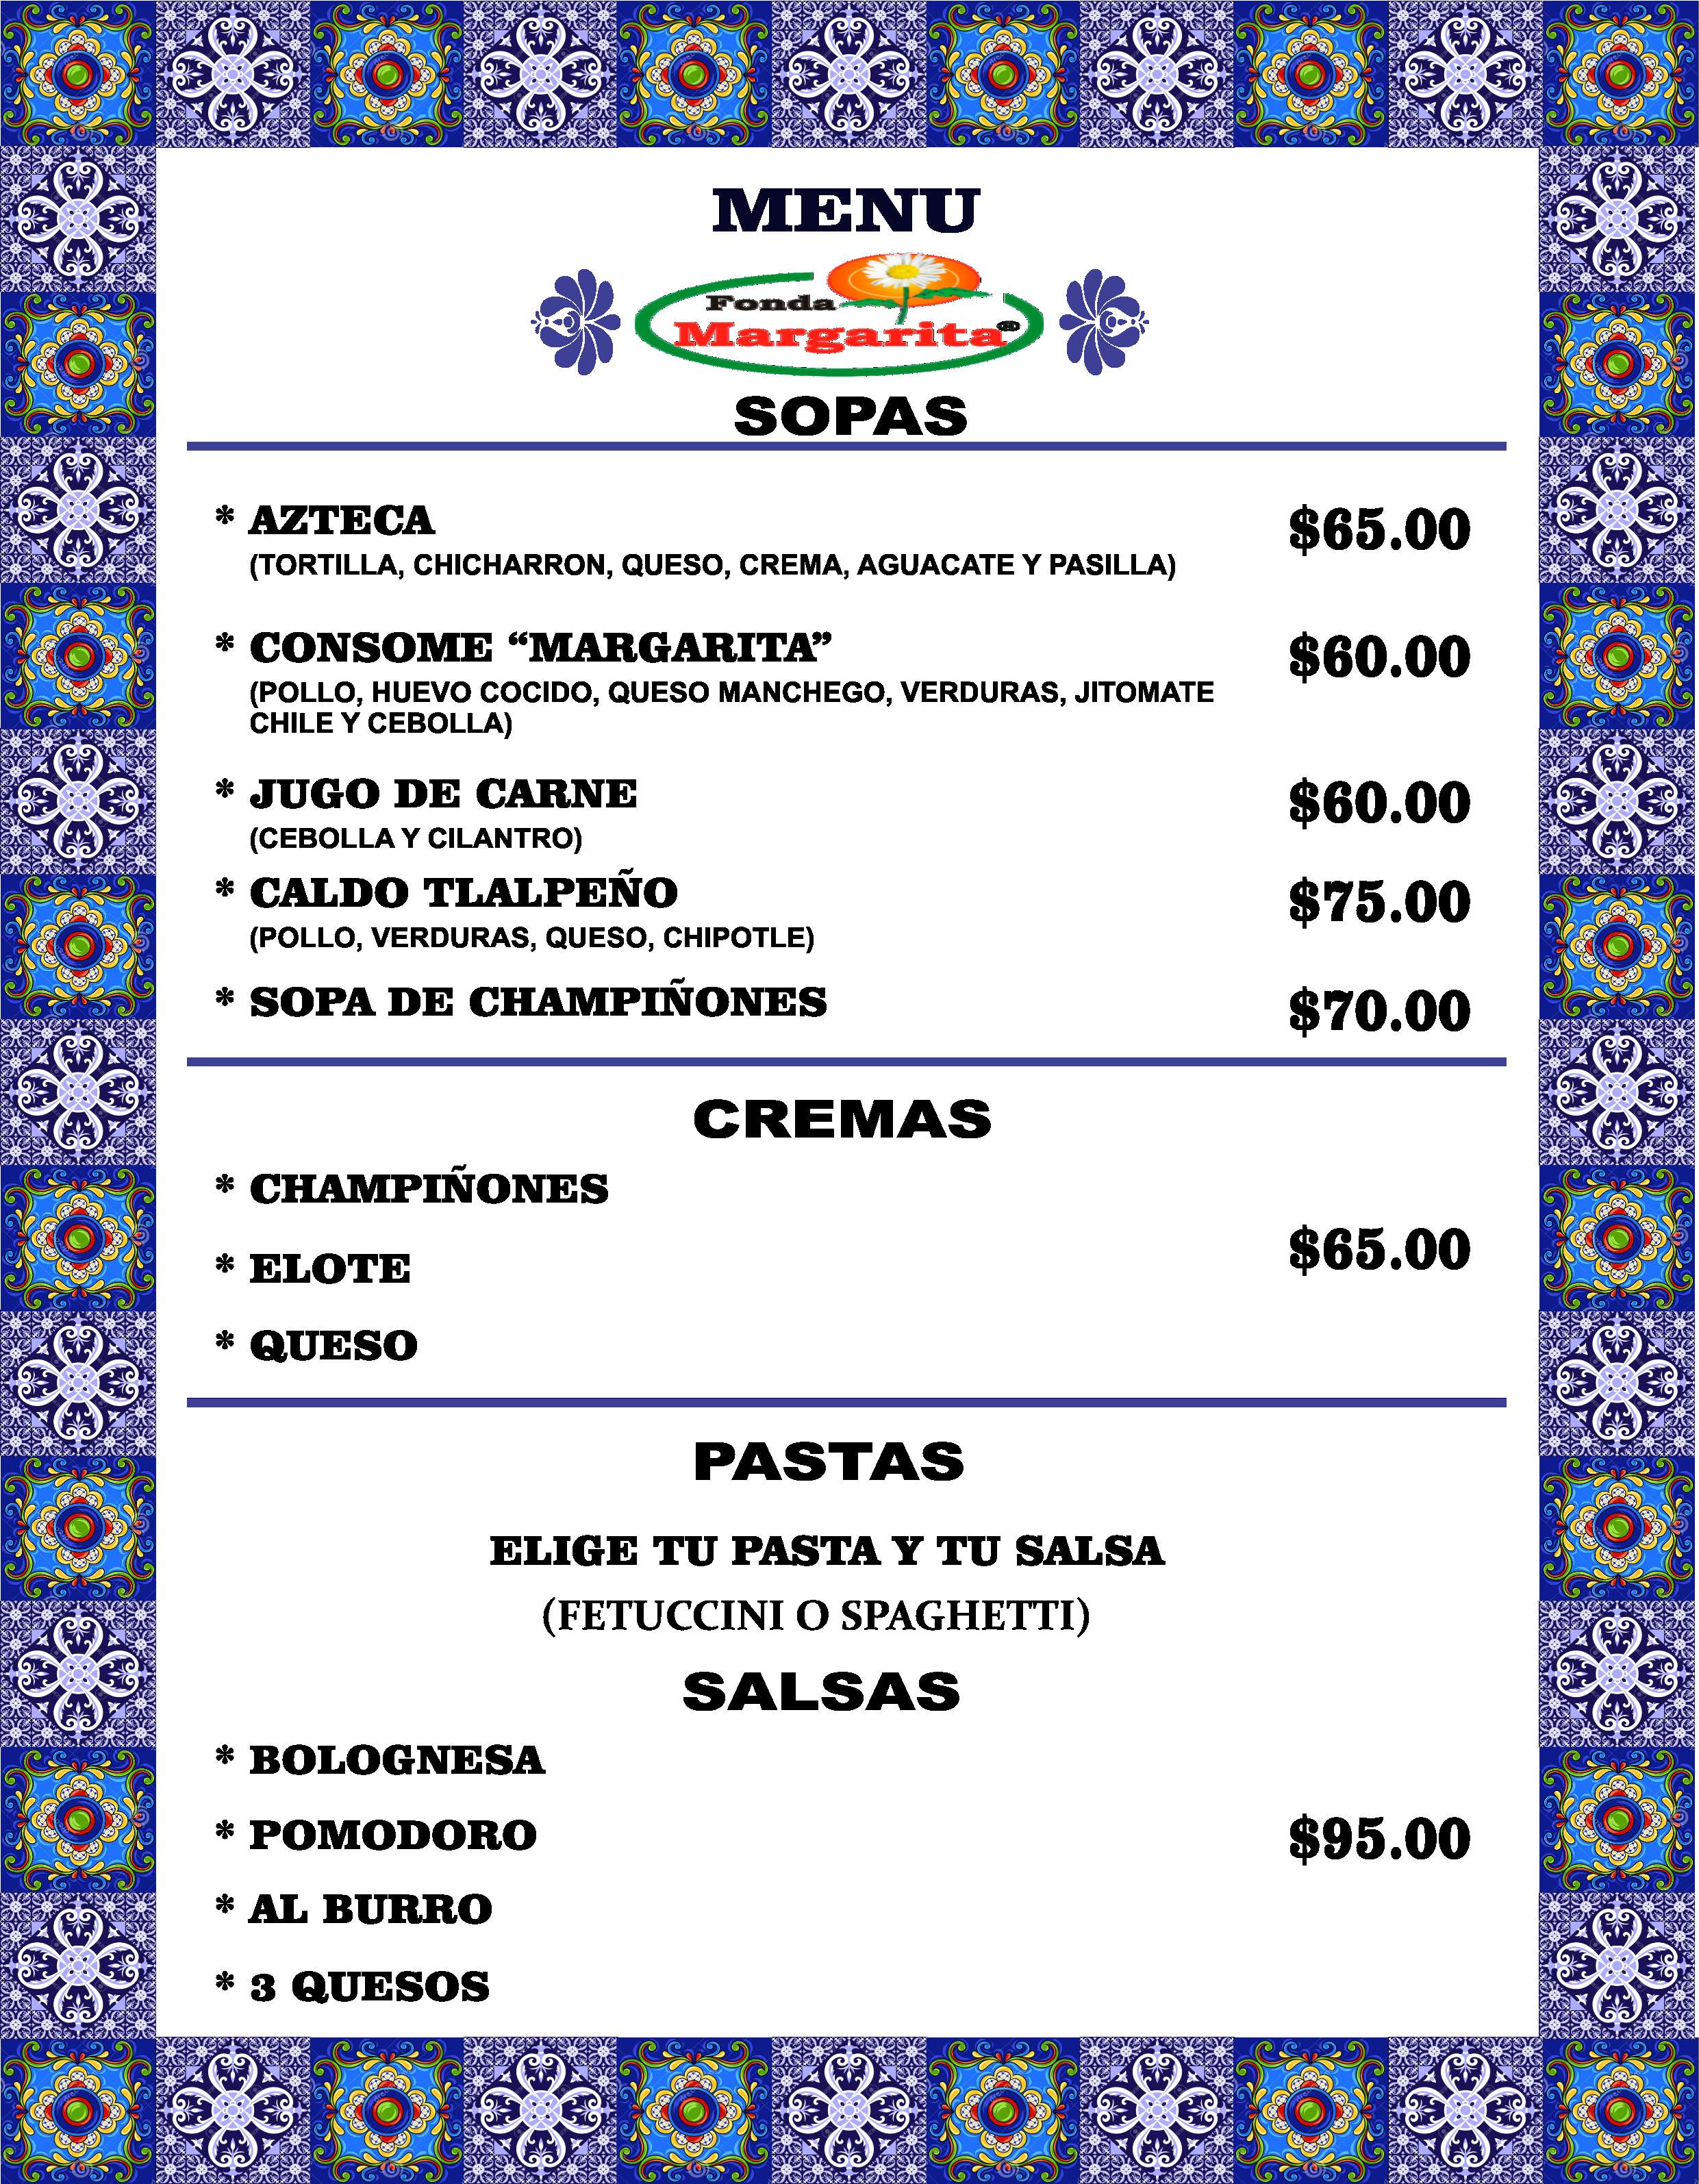 MENU
Fonda
Margarita®
SOPAS
* AZTECA $65.00
(TORTILLA, CHICHARRON, QUESO, CREMA, AGUACATE Y PASILLA)
* CONSOME “MARGARITA” $60.00
(POLLO, HUEVO COCIDO, QUESO MANCHEGO, VERDURAS, JITOMATE
CHILE Y CEBOLLA)
* JUGO DE CARNE $60.00
(CEBOLLA Y CILANTRO)
* CALDO TLALPEÑO $75.00
(POLLO, VERDURAS, QUESO, CHIPOTLE)
* SOPA DE CHAMPIÑONES $70.00
CREMAS
* CHAMPIÑONES
$65.00
* ELOTE
* QUESO
PASTAS
ELIGE TU PASTA Y TU SALSA
(FETUCCINI O SPAGHETTI)
SALSAS
* BOLOGNESA
* POMODORO $95.00
* AL BURRO
* 3 QUESOS